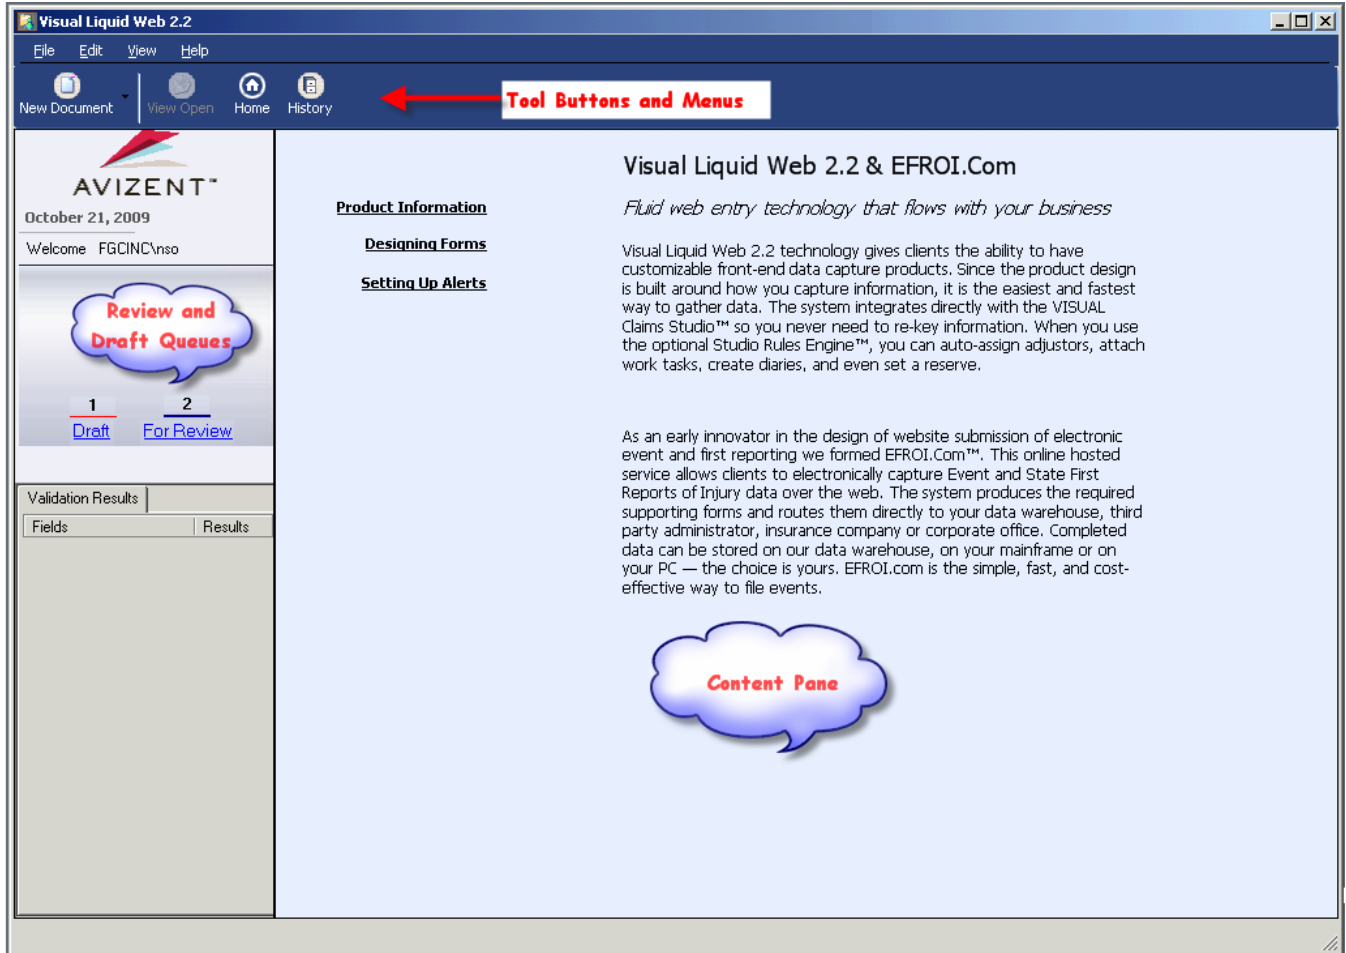 Visual Liquid Web 2.2
File Edit View Help
New Document View Open Home History
Tool Buttons and Menus
AVIZENT™
October 21, 2009
Welcome FGCINC\nso
Review and
Draft Queues
1 2
Draft For Review
Validation Results
Fields Results
Product Information
Designing Forms
Setting Up Alerts
Visual Liquid Web 2.2 & EFROI.Com
Fluid web entry technology that flows with your business
Visual Liquid Web 2.2 technology gives clients the ability to have
customizable front-end data capture products. Since the product design
is built around how you capture information, it is the easiest and fastest
way to gather data. The system integrates directly with the VISUAL
Claims Studio™ so you never need to re-key information. When you use
the optional Studio Rules Engine™, you can auto-assign adjustors, attach
work tasks, create diaries, and even set a reserve.
As an early innovator in the design of website submission of electronic
event and first reporting we formed EFROI.Com™. This online hosted
service allows clients to electronically capture Event and State First
Reports of Injury data over the web. The system produces the required
supporting forms and routes them directly to your data warehouse, third
party administrator, insurance company or corporate office. Completed
data can be stored on our data warehouse, on your mainframe or on
your PC — the choice is yours. EFROI.com is the simple, fast, and cost-
effective way to file events.
Content Pane